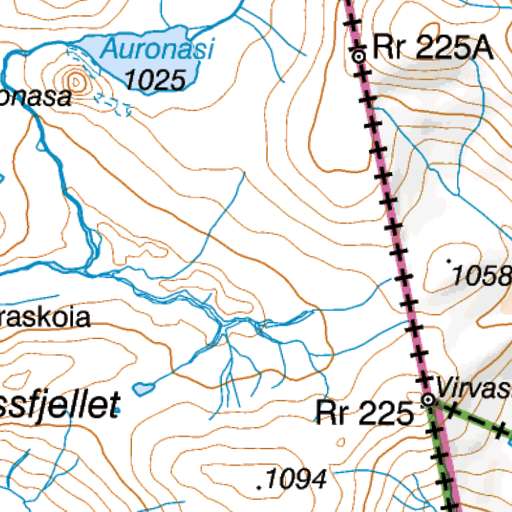 Auronasi
Rr 225A
1025
onasa
1058
raskoia
Virvas
ssfjellet
Rr 225
1094